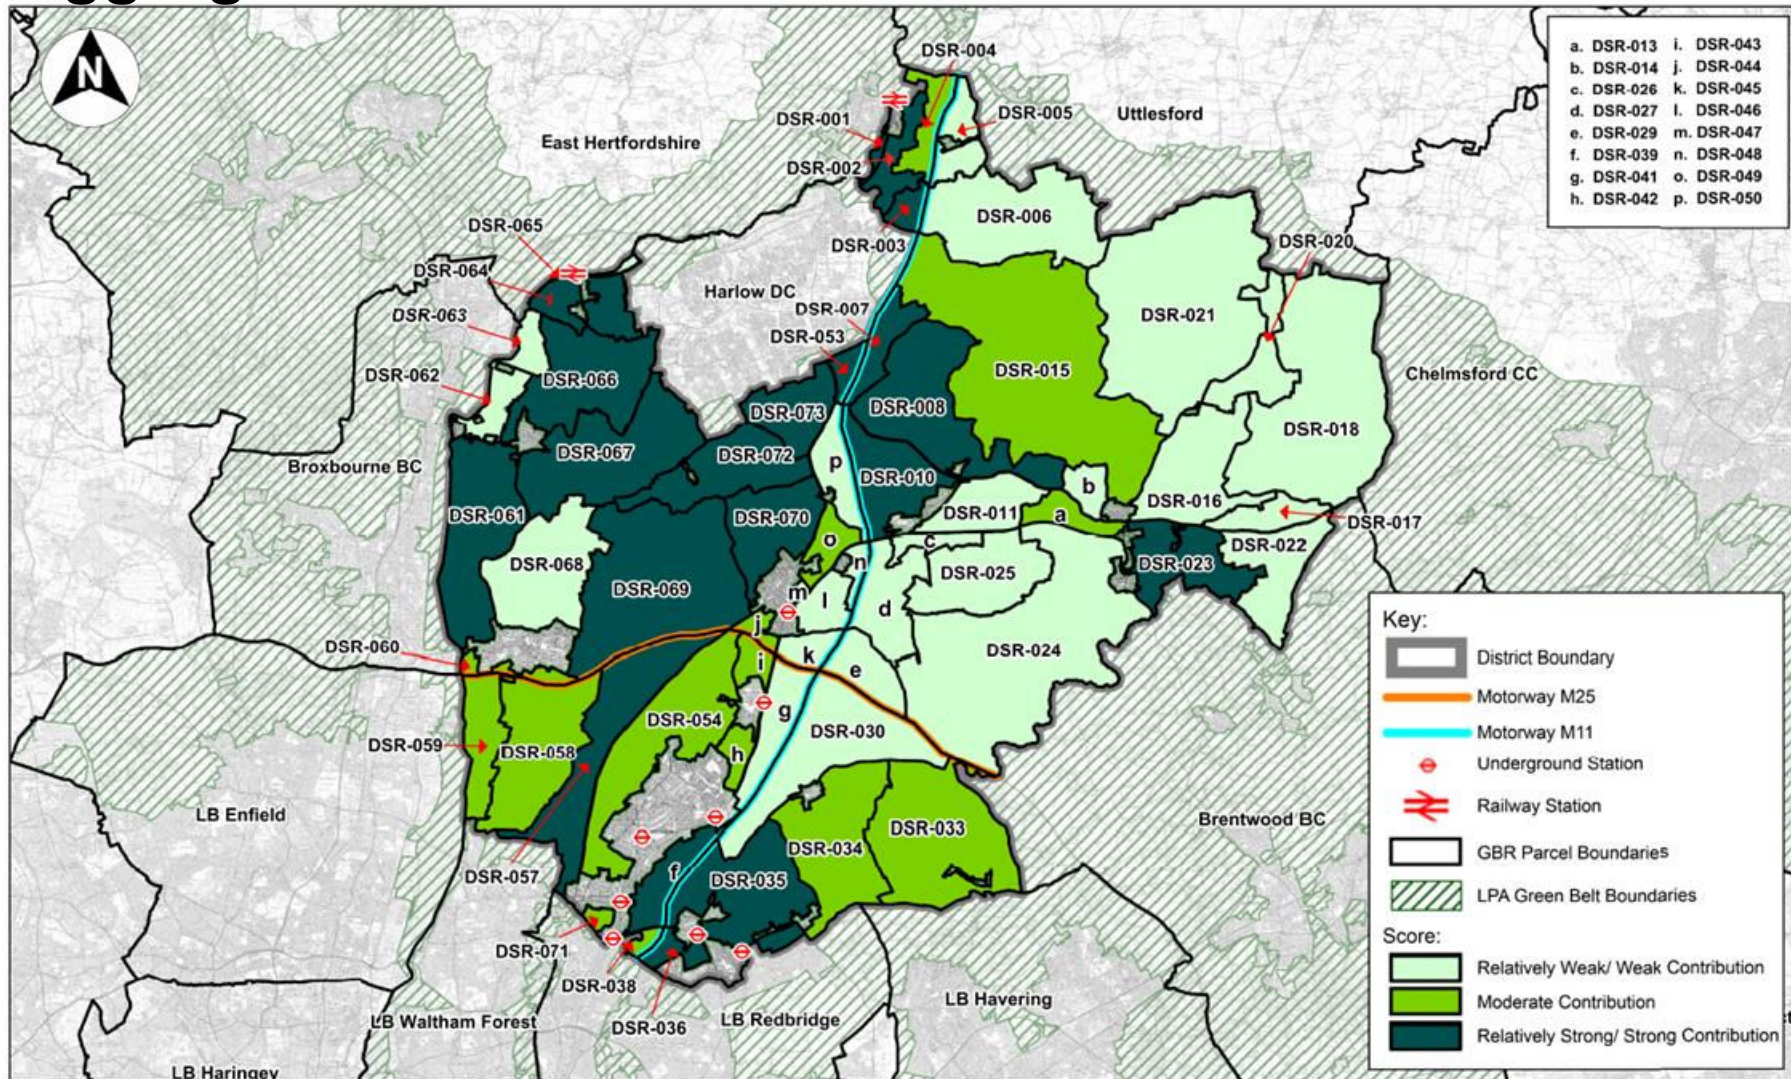 a. DSR-013 i. DSR-043
b. DSR-014 j. DSR-044
c. DSR-026 k. DSR-045
d. DSR-027 l. DSR-046
e. DSR-029 m. DSR-047
f. DSR-039 n. DSR-048
g. DSR-041 o. DSR-049
h. DSR-042 p. DSR-050
N
DSR-004
DSR-001
DSR-005
Uttlesford
East Hertfordshire
DSR-002
DSR-006
DSR-065
DSR-003
DSR-020
DSR-064
Harlow DC
DSR-063
DSR-007
DSR-021
DSR-053
DSR-062
DSR-066
DSR-015
Chelmsford CC
DSR-073
DSR-008
DSR-018
Broxbourne BC
DSR-067
DSR-072
p
DSR-010
b
DSR-016
DSR-061
DSR-070
DSR-011
a
DSR-017
o
c
DSR-022
DSR-068
n
DSR-025
DSR-023
DSR-069
m
l
d
j
DSR-060
k
DSR-024
i
e
DSR-054
g
DSR-030
DSR-059
DSR-058
h
LB Enfield
Brentwood BC
DSR-033
DSR-034
DSR-057
f
DSR-035
DSR-071
DSR-038
LB Havering
LB Waltham Forest
DSR-036
LB Redbridge
LB Haringey
Key:
District Boundary
Motorway M25
Motorway M11
Underground Station
Railway Station
GBR Parcel Boundaries
LPA Green Belt Boundaries
Score:
Relatively Weak/ Weak Contribution
Moderate Contribution
Relatively Strong/ Strong Contribution